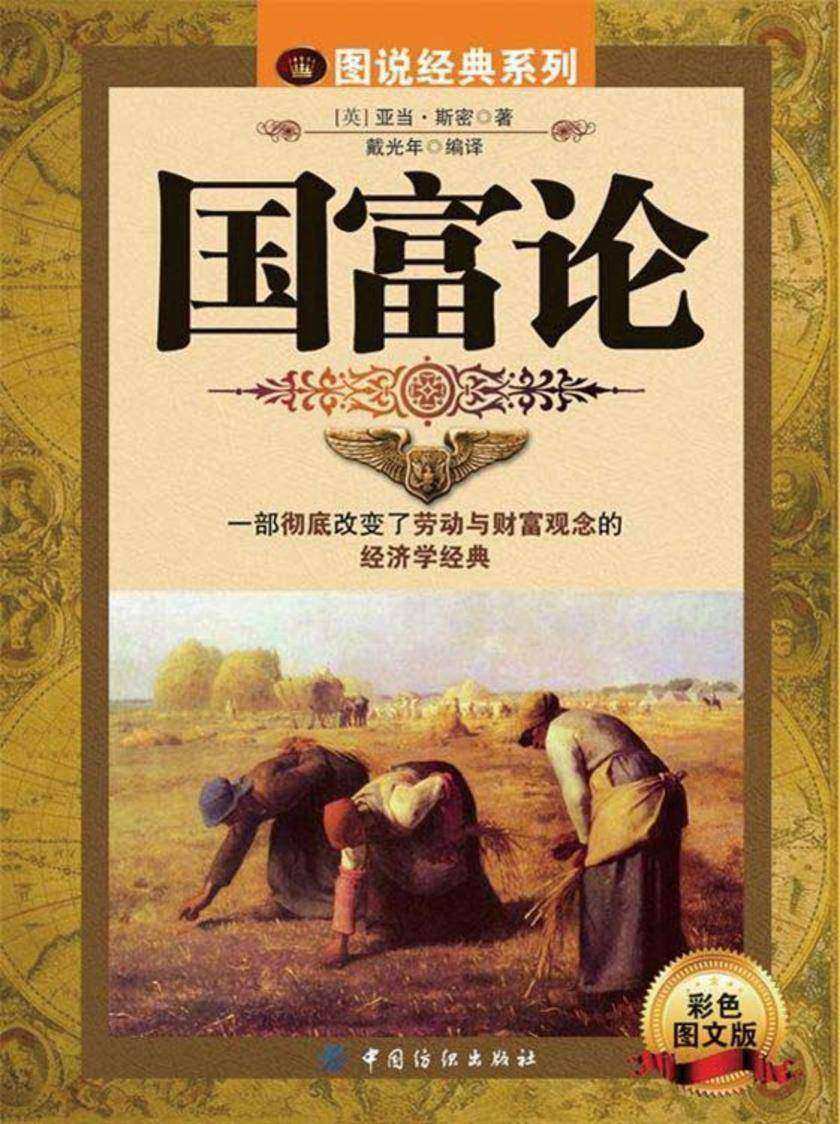 图说经典系列
[英]亚当·斯密◎著
戴光年◎编译
国富论
一部彻底改变了劳动与财富观念的
经济学经典
彩色
图文版
中国纺织出版社